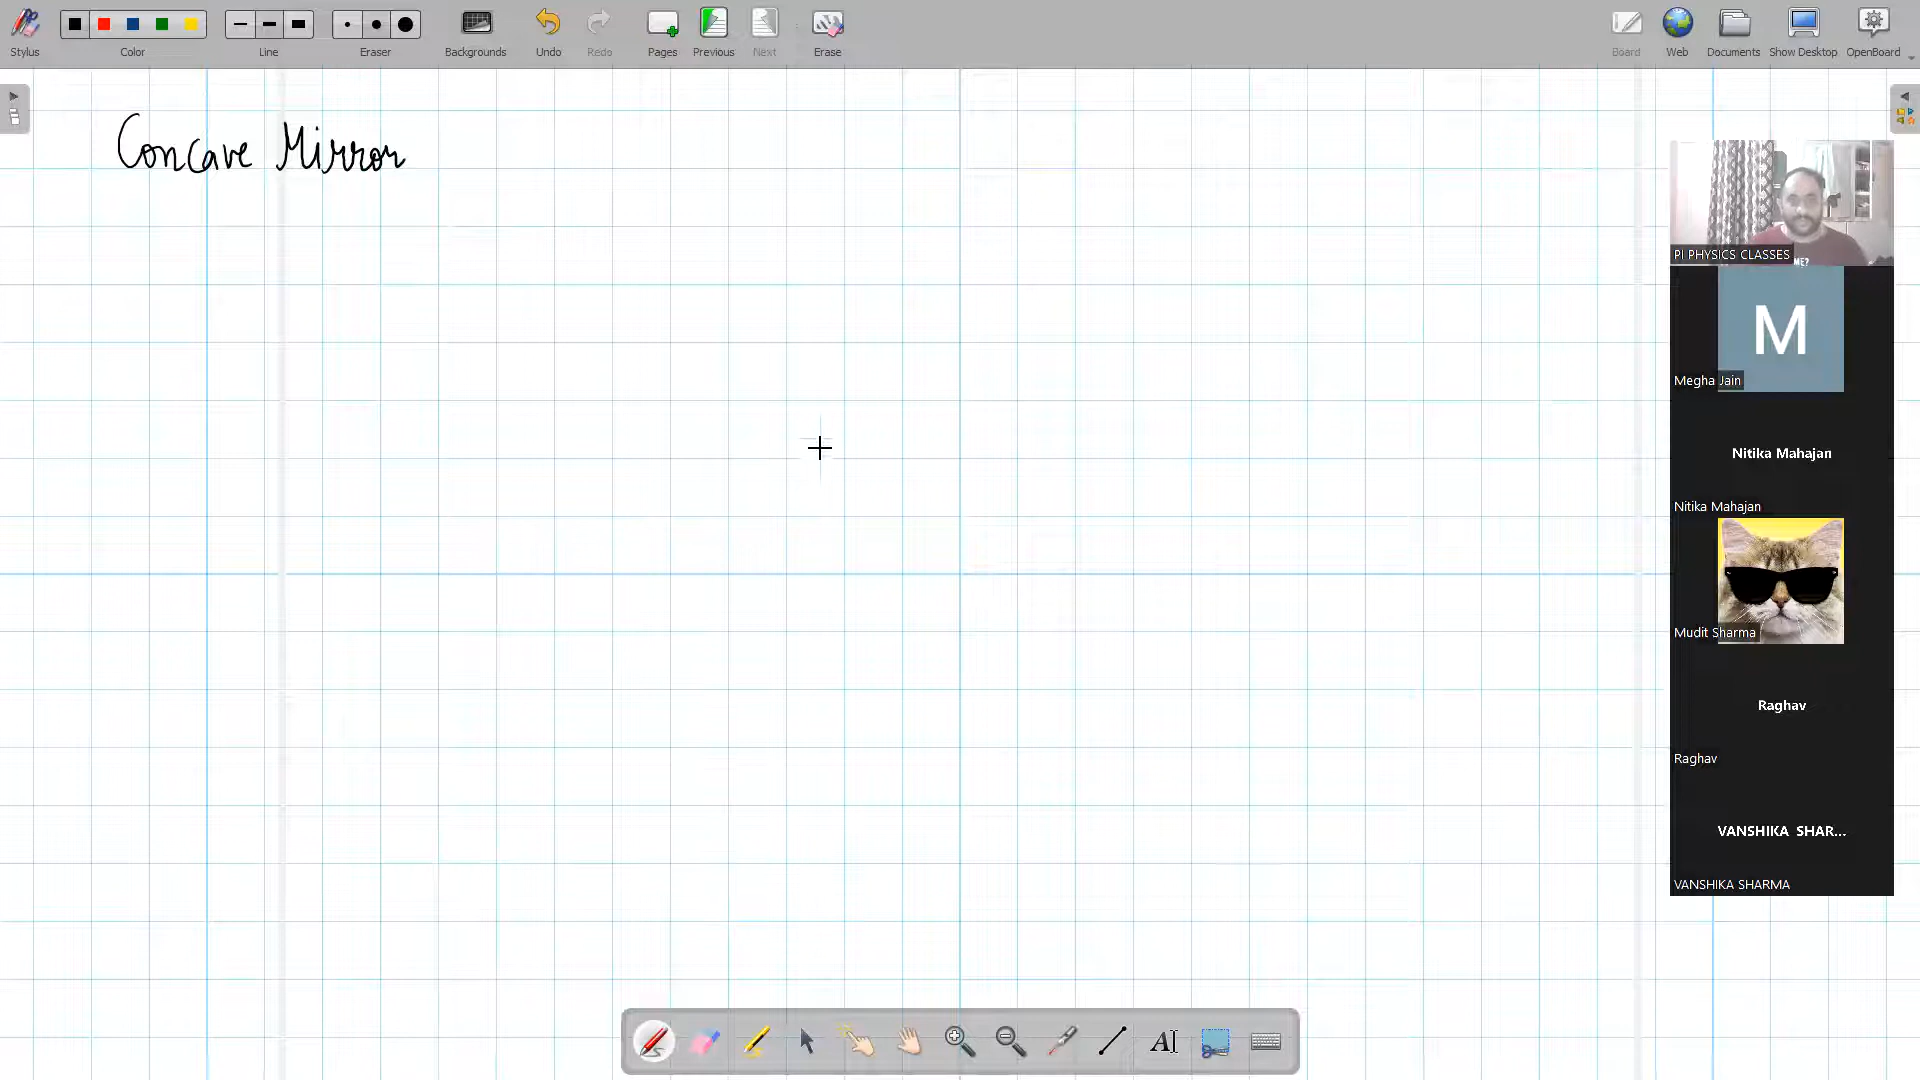 Stylus
Color
Line
Eraser
Backgrounds
Undo
Redo
Pages
Previous
Next
Erase
Board
Web
Documents
Show Desktop
OpenBoard
Concave Mirror
PI PHYSICS CLASSES
ME?
M
Megha Jain
Nitika Mahajan
Nitika Mahajan
Mudit Sharma
Raghav
Raghav
VANSHIKA SHAR...
VANSHIKA SHARMA
A